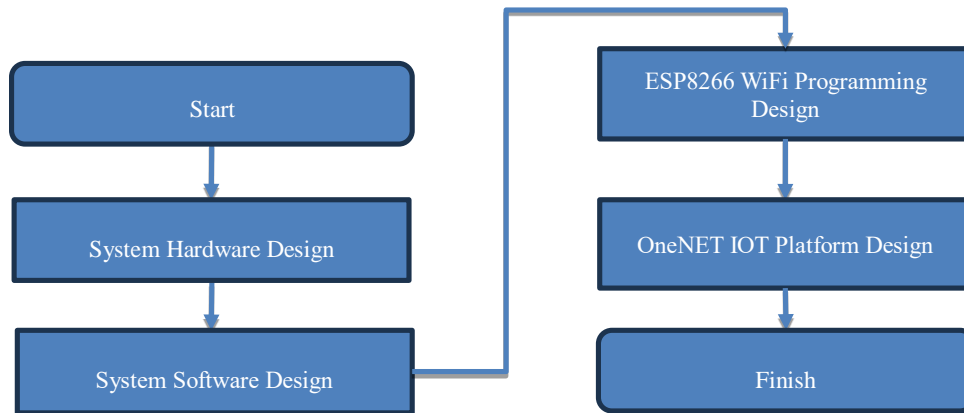 Start
System Hardware Design
System Software Design
ESP8266 WiFi Programming
Design
OneNET IOT Platform Design
Finish